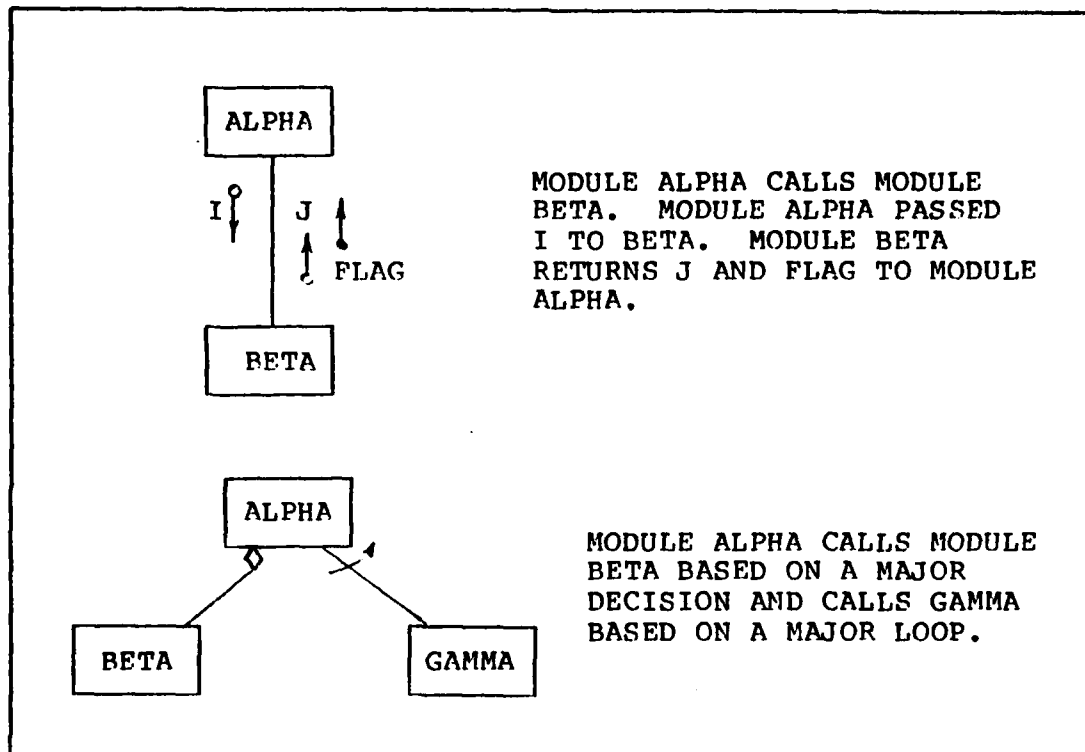 ALPHA
I
J
FLAG
BETA
MODULE ALPHA CALLS MODULE
BETA. MODULE ALPHA PASSED
I TO BETA. MODULE BETA
RETURNS J AND FLAG TO MODULE
ALPHA.
ALPHA
BETA
GAMMA
MODULE ALPHA CALLS MODULE
BETA BASED ON A MAJOR
DECISION AND CALLS GAMMA
BASED ON A MAJOR LOOP.